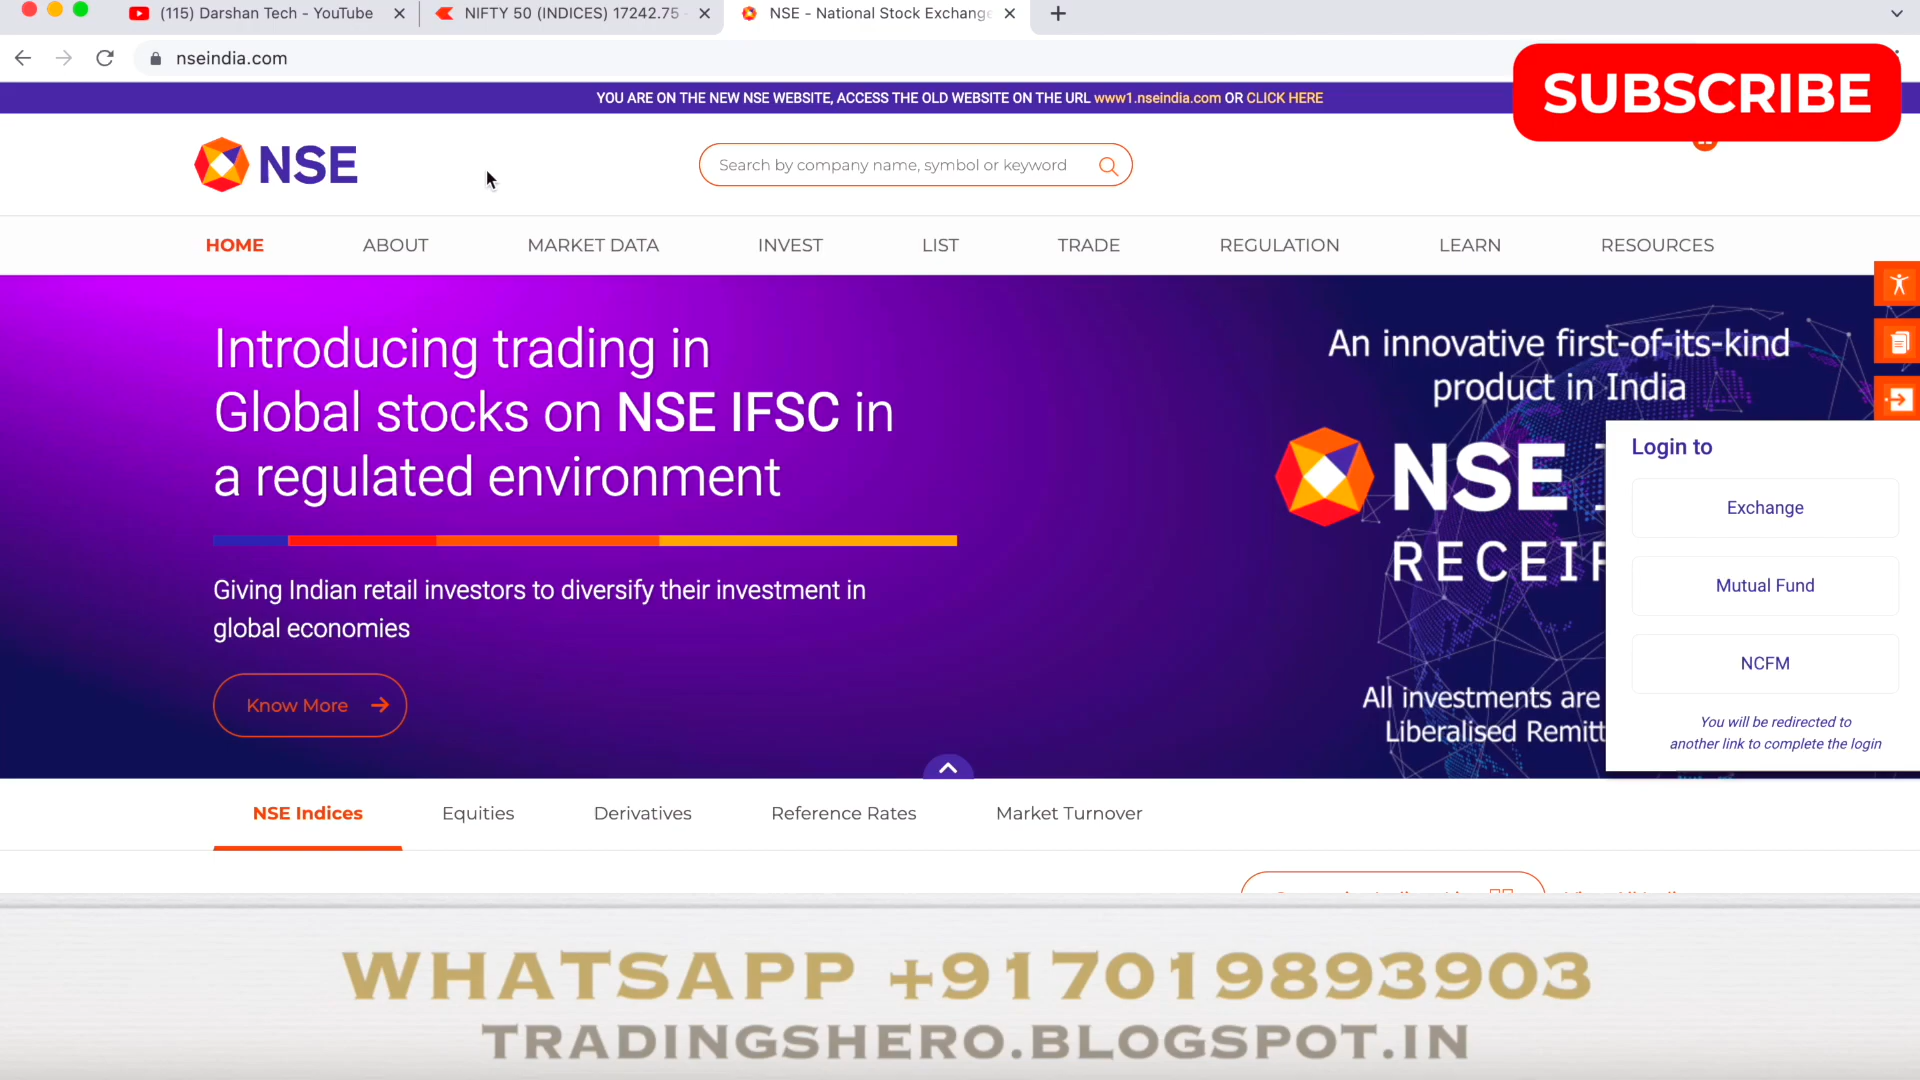 (115) Darshan Tech - YouTube
NIFTY 50 (INDICES) 17242.75 -
NSE - National Stock Exchange
nseindia.com
SUBSCRIBE
YOU ARE ON THE NEW NSE WEBSITE, ACCESS THE OLD WEBSITE ON THE URL www1.nseindia.com OR CLICK HERE
NSE
Search by company name, symbol or keyword
HOME ABOUT MARKET DATA INVEST LIST TRADE REGULATION LEARN RESOURCES
Introducing trading in
Global stocks on NSE IFSC in
a regulated environment
Giving Indian retail investors to diversify their investment in
global economies
Know More
An innovative first-of-its-kind
product in India
NSE
RECEI
All investments are
Liberalised Remitt
Login to
Exchange
Mutual Fund
NCFM
You will be redirected to
another link to complete the login
NSE Indices Equities Derivatives Reference Rates Market Turnover
WHATSAPP +917019893903
TRADINGSHERO.BLOGSPOT.IN